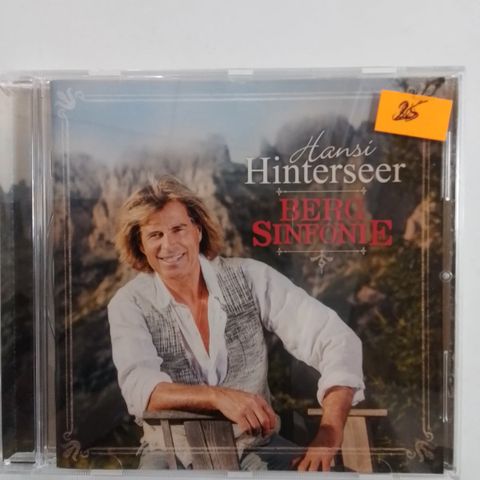 25
Hansi
Hinterseer
BERG
SINFONIE